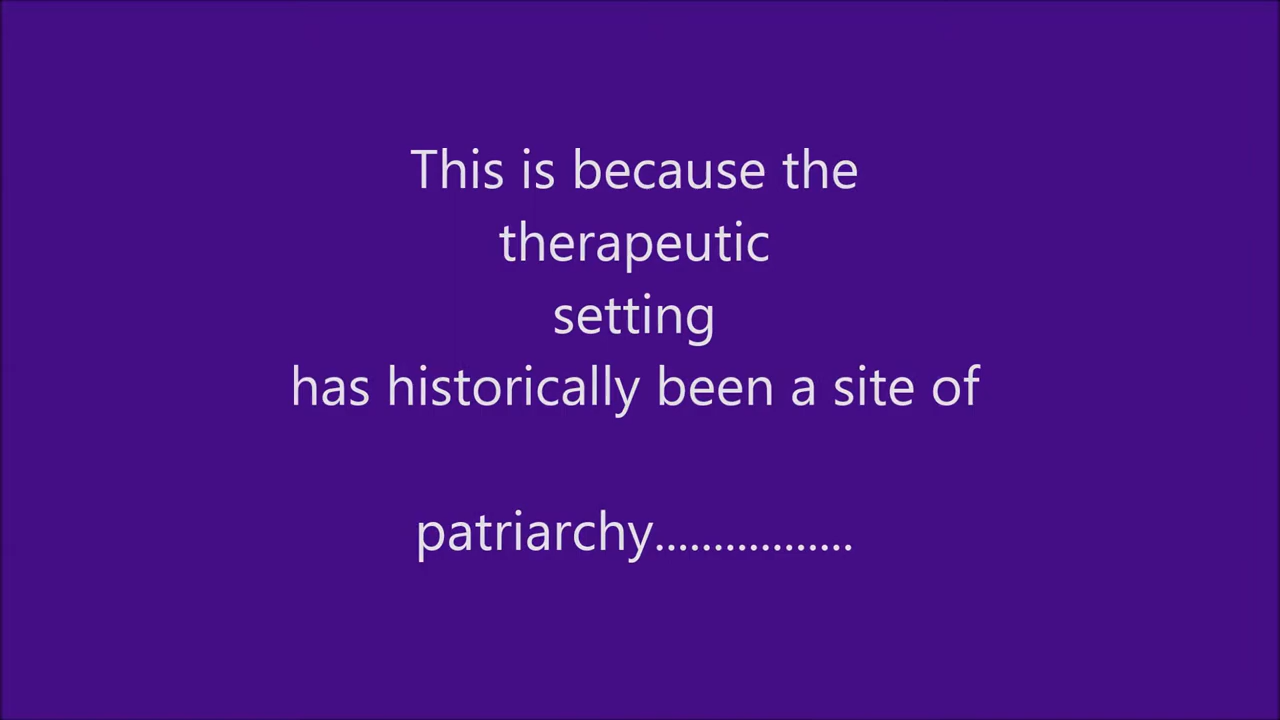 This is because the
therapeutic
setting
has historically been a site of
patriarchy.................